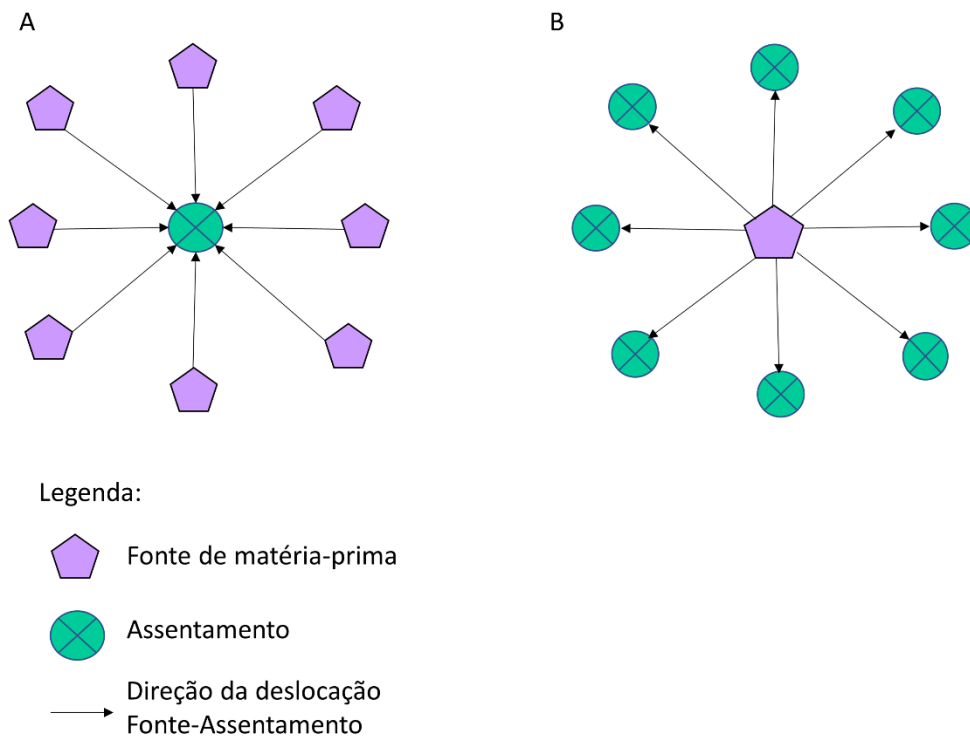 A
B
Legenda:
Fonte de matéria-prima
Assentamento
Direção da deslocação
Fonte-Assentamento